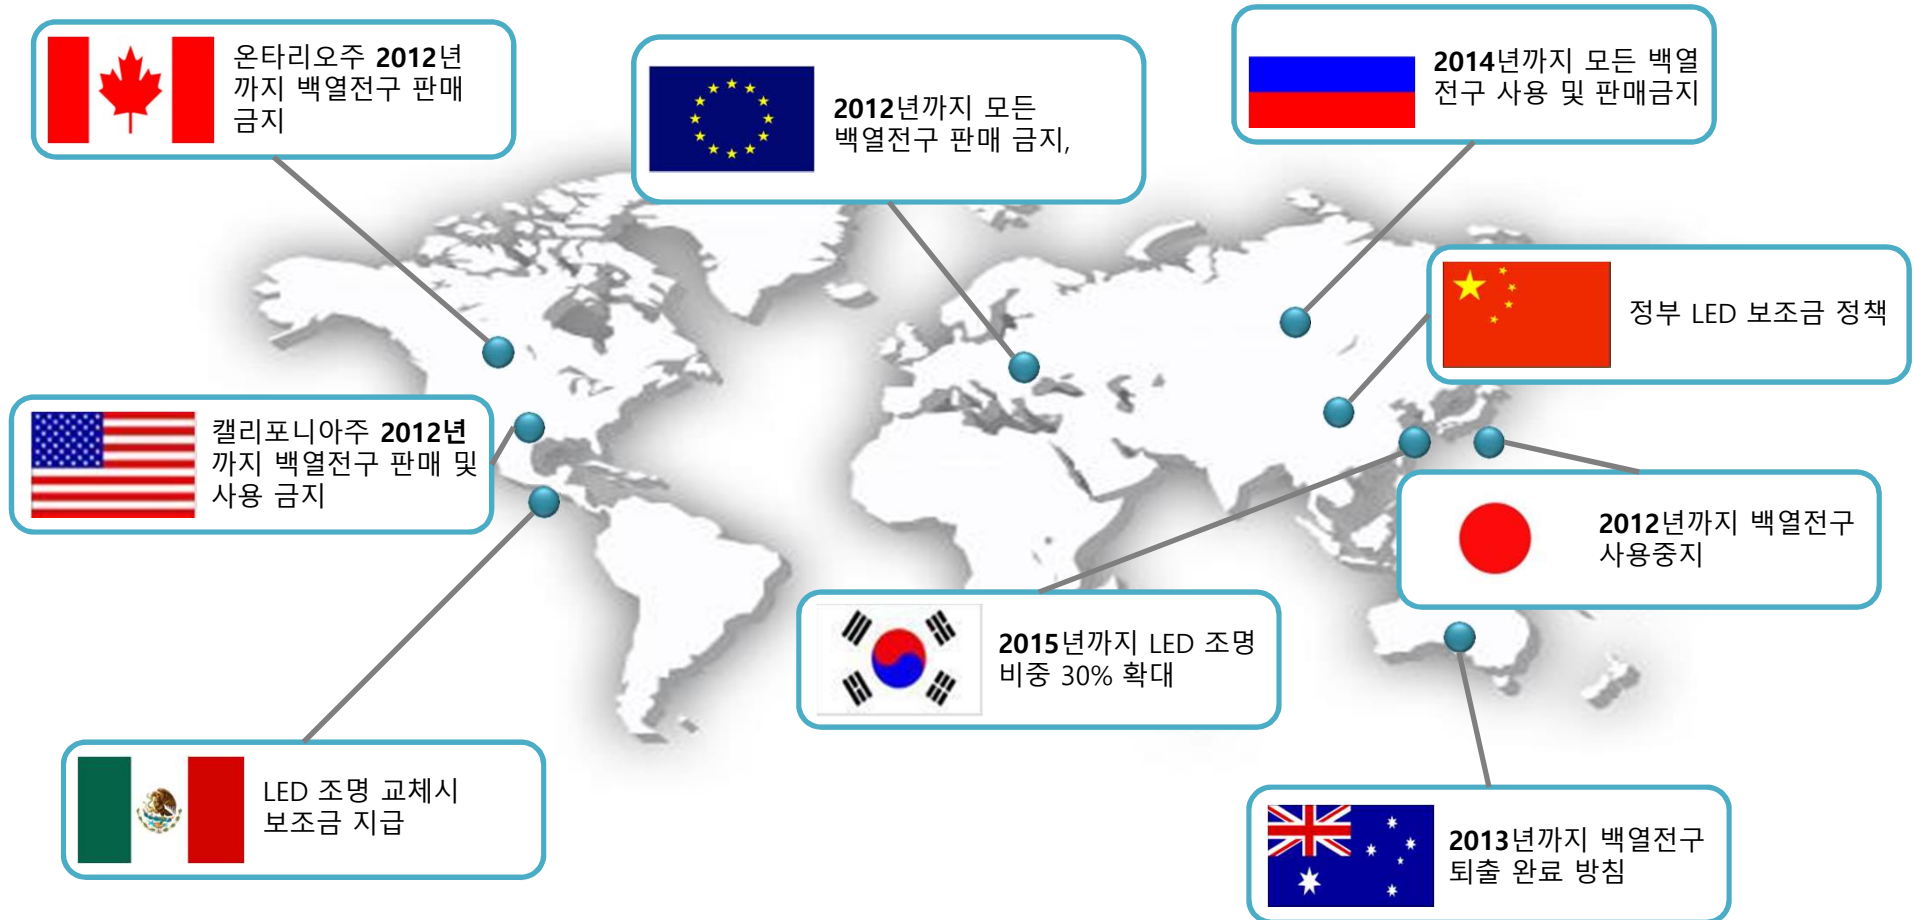 온타리오주 2012년
까지 백열전구 판매
금지
2012년까지 모든
백열전구 판매 금지,
2014년까지 모든 백열
전구 사용 및 판매금지
정부 LED 보조금 정책
캘리포니아주 2012년
까지 백열전구 판매 및
사용 금지
2012년까지 백열전구
사용중지
2015년까지 LED 조명
비중 30% 확대
LED 조명 교체시
보조금 지급
2013년까지 백열전구
퇴출 완료 방침